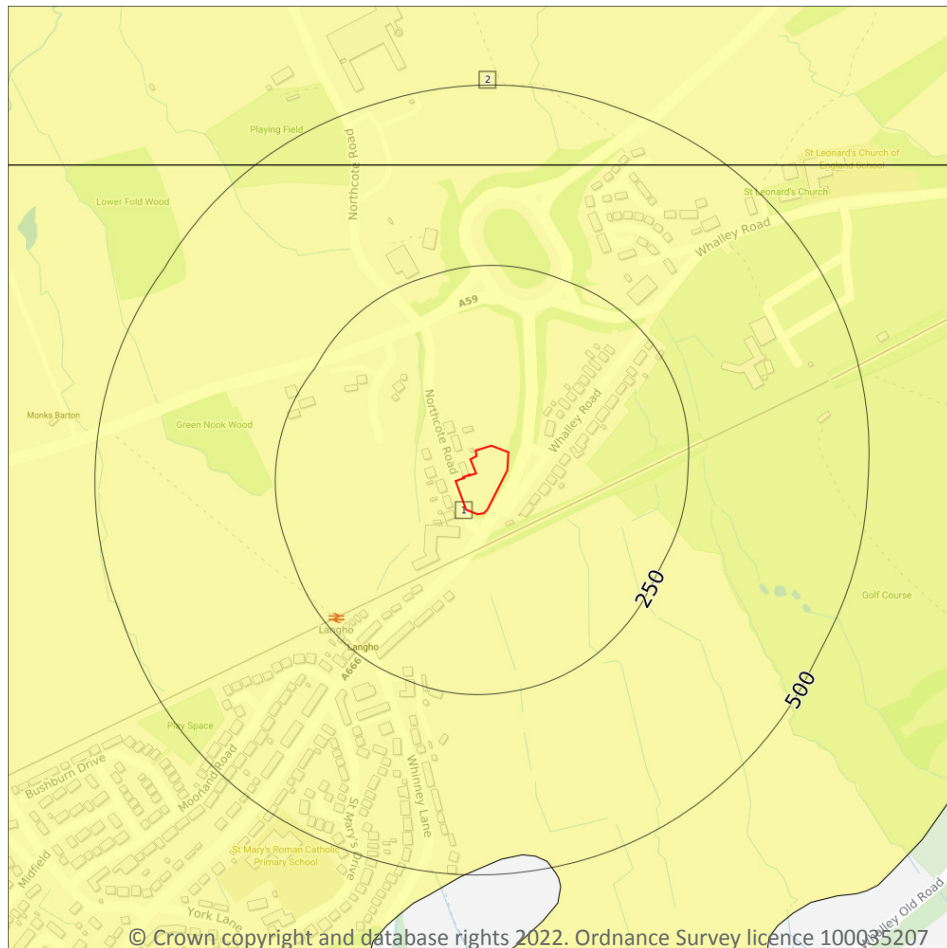 2
Playing Field
Northcote Road
St Leonard's Church of
England School
Lower Fold Wood
St Leonard's Church
Whalley Road
A59
Northcote Road
Whalley Road
Monks Barton
Green Nook Wood
1
250
Golf Course
Langho
Langho
A666
500
Play Space
Moorland Road
Bushburn Drive
Whinney Lane
St Mary's Drive
St Mary's Roman Catholic
Primary School
Midfield
York Lane
Whalley Old Road
© Crown copyright and database rights 2022. Ordnance Survey licence 100035207